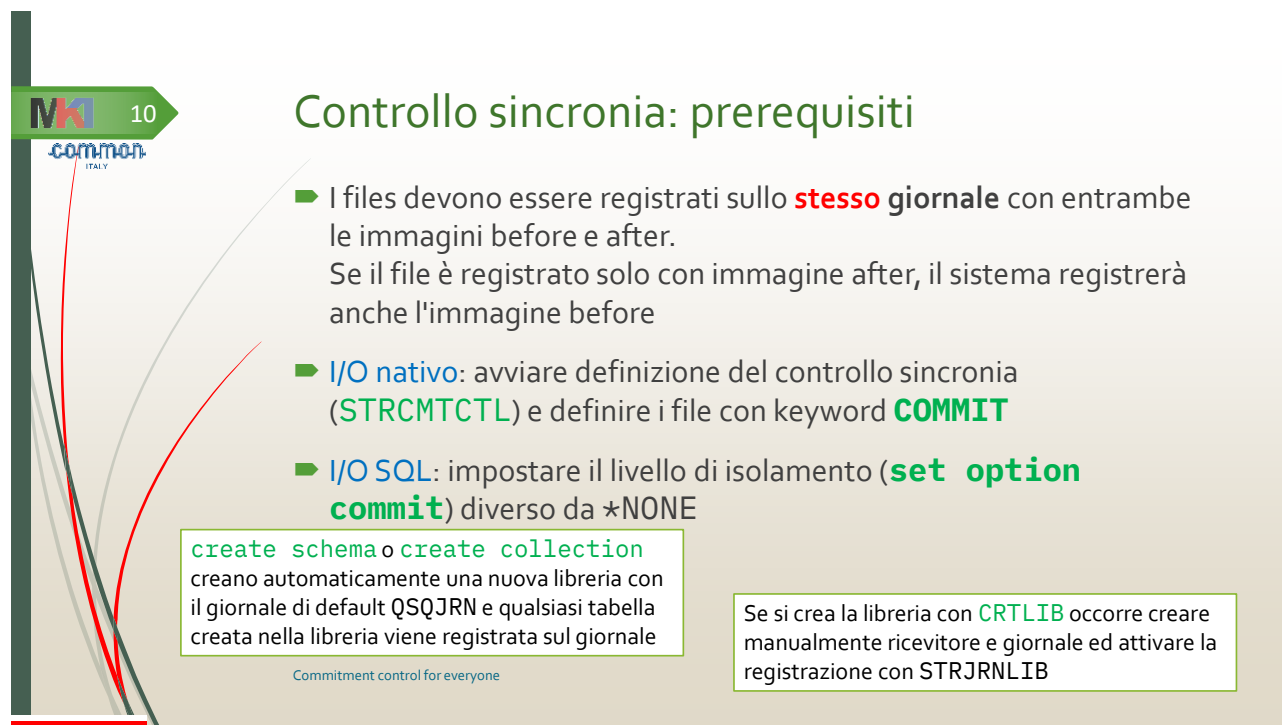 MK1
10
common
ITALY
Controllo sincronia: prerequisiti
I files devono essere registrati sullo stesso giornale con entrambe
le immagini before e after.
Se il file è registrato solo con immagine after, il sistema registrerà
anche l'immagine before
I/O nativo: avviare definizione del controllo sincronia
(STRCMTCTL) e definire i file con keyword COMMIT
I/O SQL: impostare il livello di isolamento (set option
commit) diverso da *NONE
create schema o create collection
creano automaticamente una nuova libreria con
il giornale di default QSQJRN e qualsiasi tabella
creata nella libreria viene registrata sul giornale
Se si crea la libreria con CRTLIB occorre creare
manualmente ricevitore e giornale ed attivare la
registrazione con STRJRNLIB
Commitment control for everyone